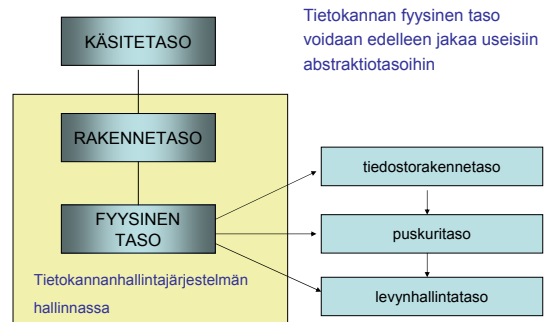 Tietokannan fyysinen taso
voidaan edelleen jakaa useisiin
abstraktiotasoihin
KÄSITETASO
RAKENNETASO
FYYSINEN
TASO
Tietokannanhallintajärjestelmän
hallinnassa
tiedostorakennetaso
puskuritaso
levynhallintataso